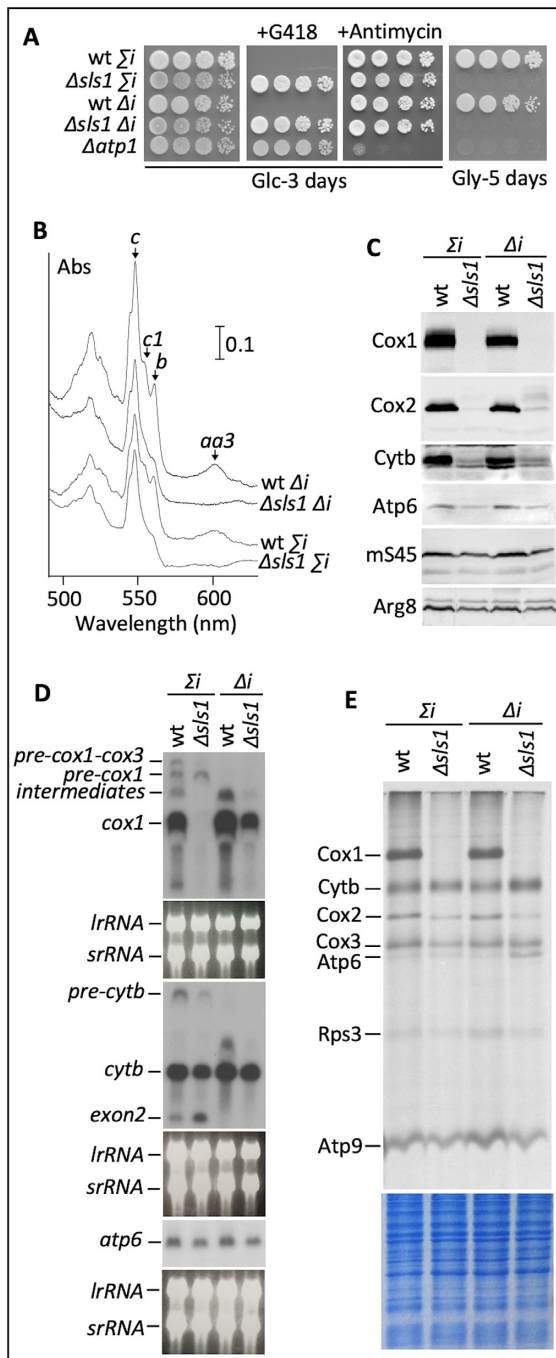 A
+G418 +Antimycin
wt ∑i
Δsls1 ∑i
wt Δi
Δsls1 Δi
Δatp1
Glc-3 days Gly-5 days
B
Abs
c
c1
b
0.1
aa3
wt Δi
Δsls1 Δi
wt ∑i
Δsls1 ∑i
500 550 600
Wavelength (nm)
C
Σi Δi
wt Δsls1 wt Δsls1
Cox1
Cox2
Cytb
Atp6
mS45
Arg8
D
Σi Δi
wt Δsls1 wt Δsls1
pre-cox1-cox3
pre-cox1
intermediates
cox1
lrRNA
srRNA
pre-cytb
cytb
exon2
lrRNA
srRNA
atp6
lrRNA
srRNA
E
Σi Δi
wt Δsls1 wt Δsls1
Cox1
Cytb
Cox2
Cox3
Atp6
Rps3
Atp9